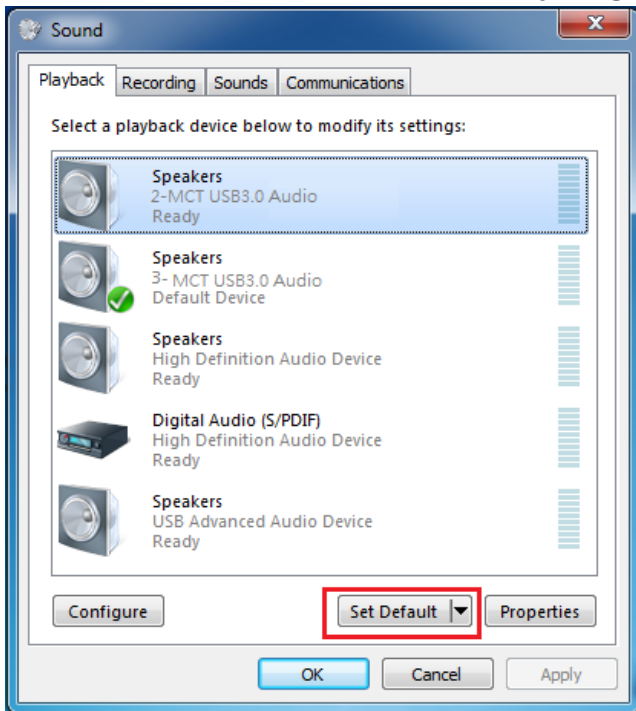 Sound
Playback Recording Sounds Communications
Select a playback device below to modify its settings:
Speakers
2-MCT USB3.0 Audio
Ready
Speakers
3- MCT USB3.0 Audio
Default Device
Speakers
High Definition Audio Device
Ready
Digital Audio (S/PDIF)
High Definition Audio Device
Ready
Speakers
USB Advanced Audio Device
Ready
Configure Set Default Properties
OK Cancel Apply